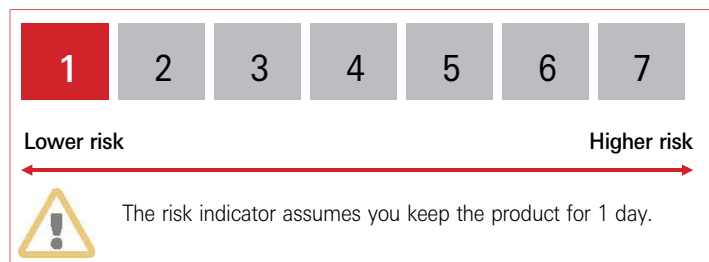 1 2 3 4 5 6 7
Lower risk Higher risk
The risk indicator assumes you keep the product for 1 day.